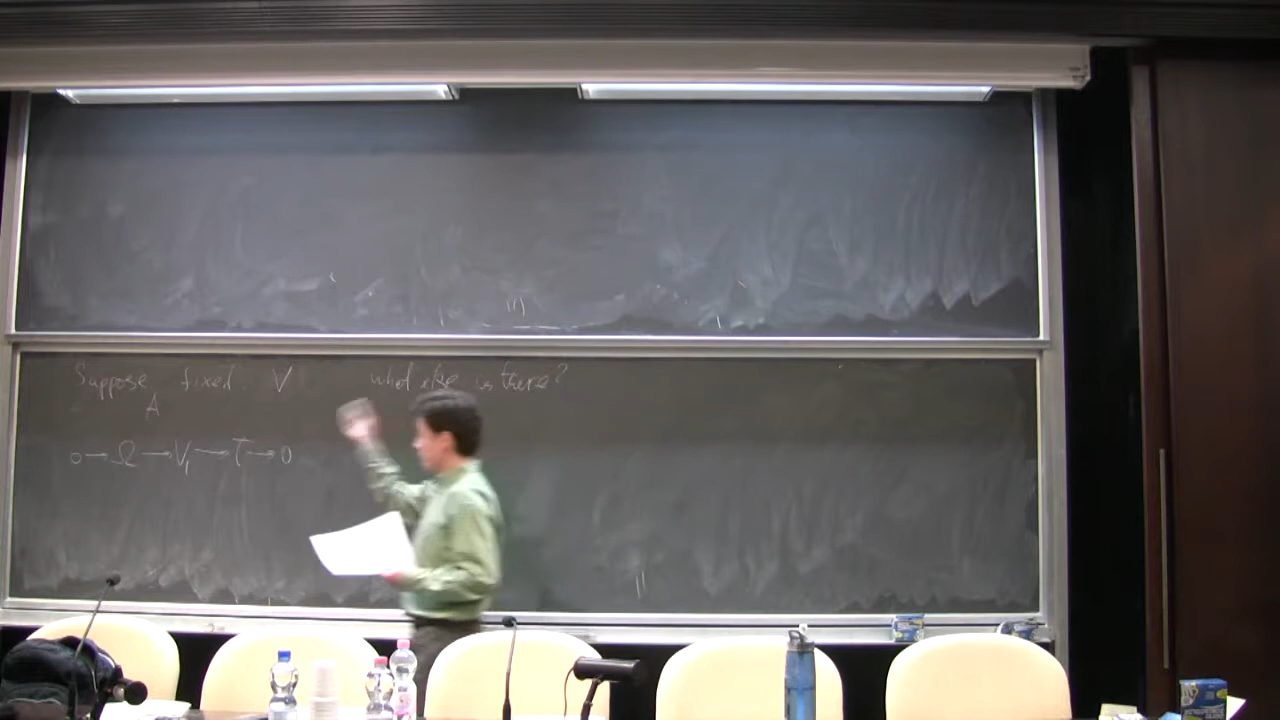 Suppose fixed V what else is there?
A
0 → Ω → V₁ → T → 0